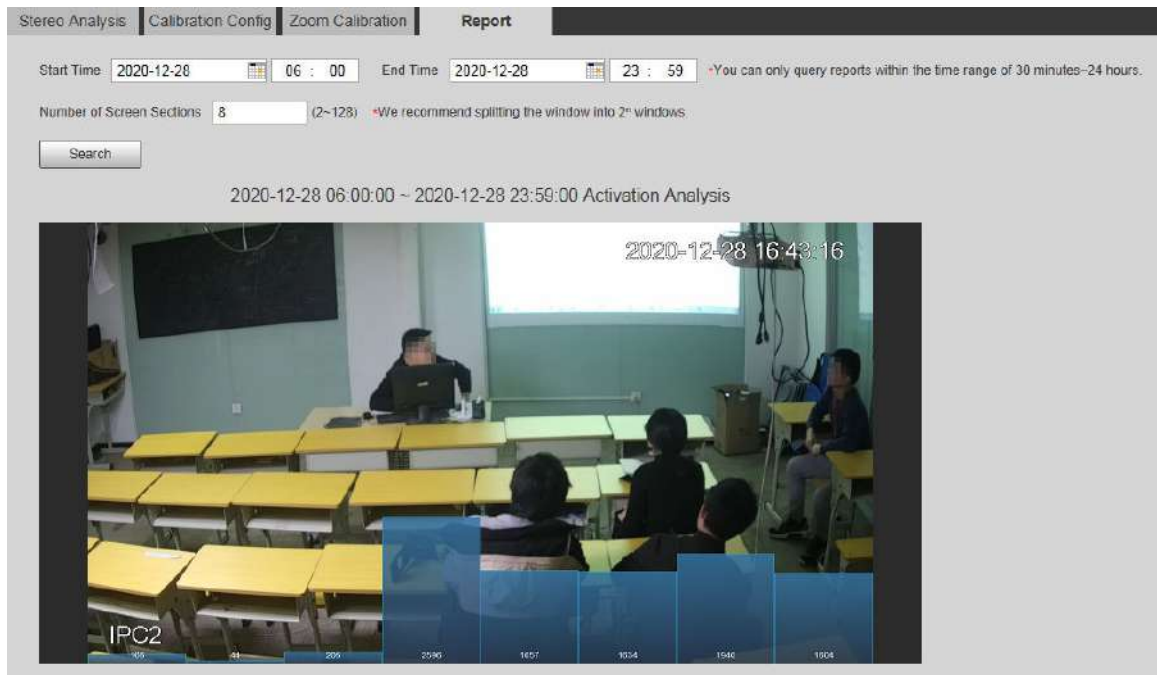 Stereo Analysis Calibration Config Zoom Calibration Report
Start Time 2020-12-28 06 : 00 End Time 2020-12-28 23 : 59 *You can only query reports within the time range of 30 minutes~24 hours.
Number of Screen Sections 8 (2~128) *We recommend splitting the window into 2ⁿ windows
Search
2020-12-28 06:00:00 ~ 2020-12-28 23:59:00 Activation Analysis
2020-12-28 16:43:16
IPC2
2596 1657 1634 1604